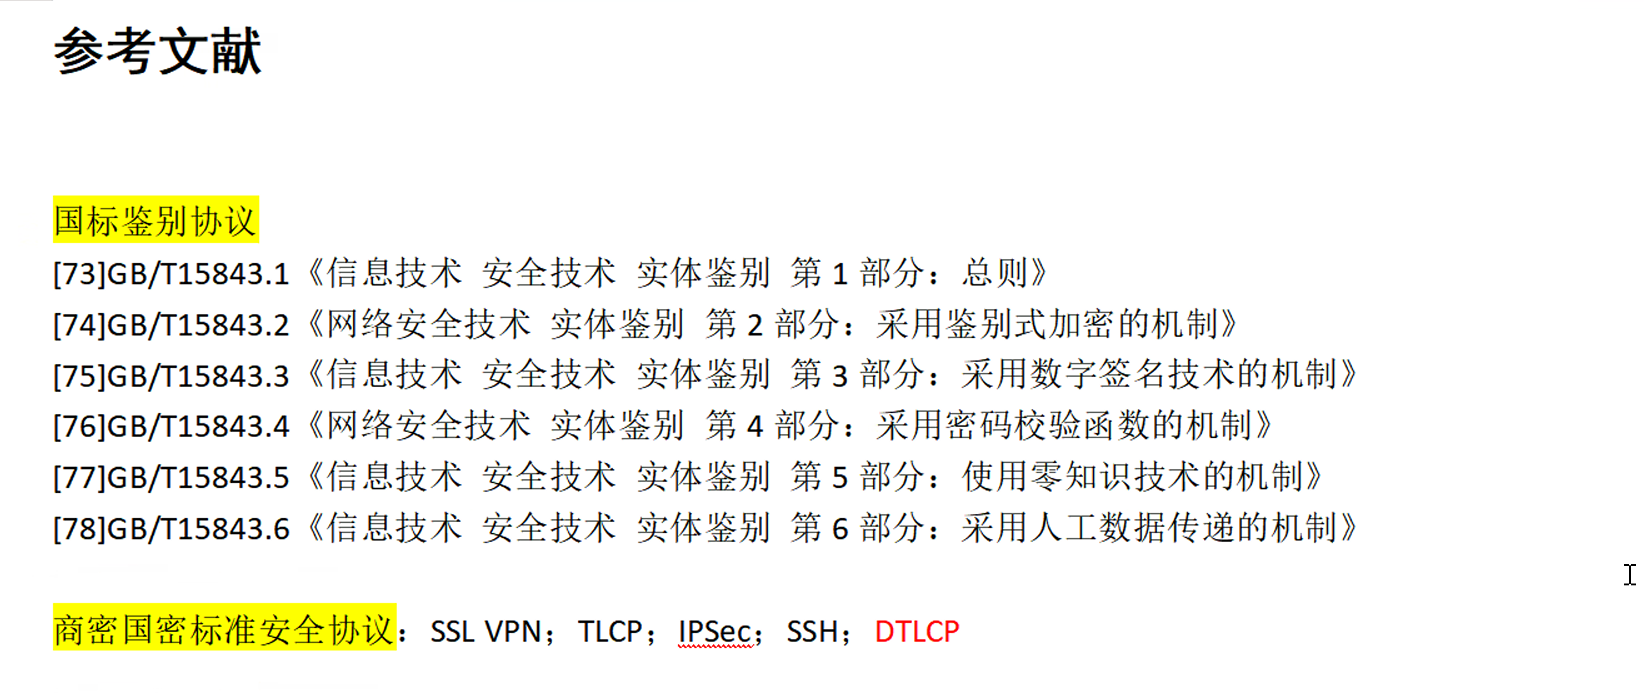 参考文献
国标鉴别协议
[73]GB/T15843.1《信息技术 安全技术 实体鉴别 第 1 部分：总则》
[74]GB/T15843.2《网络安全技术 实体鉴别 第 2 部分：采用鉴别式加密的机制》
[75]GB/T15843.3《信息技术 安全技术 实体鉴别 第 3 部分：采用数字签名技术的机制》
[76]GB/T15843.4《网络安全技术 实体鉴别 第 4 部分：采用密码校验函数的机制》
[77]GB/T15843.5《信息技术 安全技术 实体鉴别 第 5 部分：使用零知识技术的机制》
[78]GB/T15843.6《信息技术 安全技术 实体鉴别 第 6 部分：采用人工数据传递的机制》
商密国密标准安全协议：SSL VPN；TLCP；IPSec；SSH；DTLCP